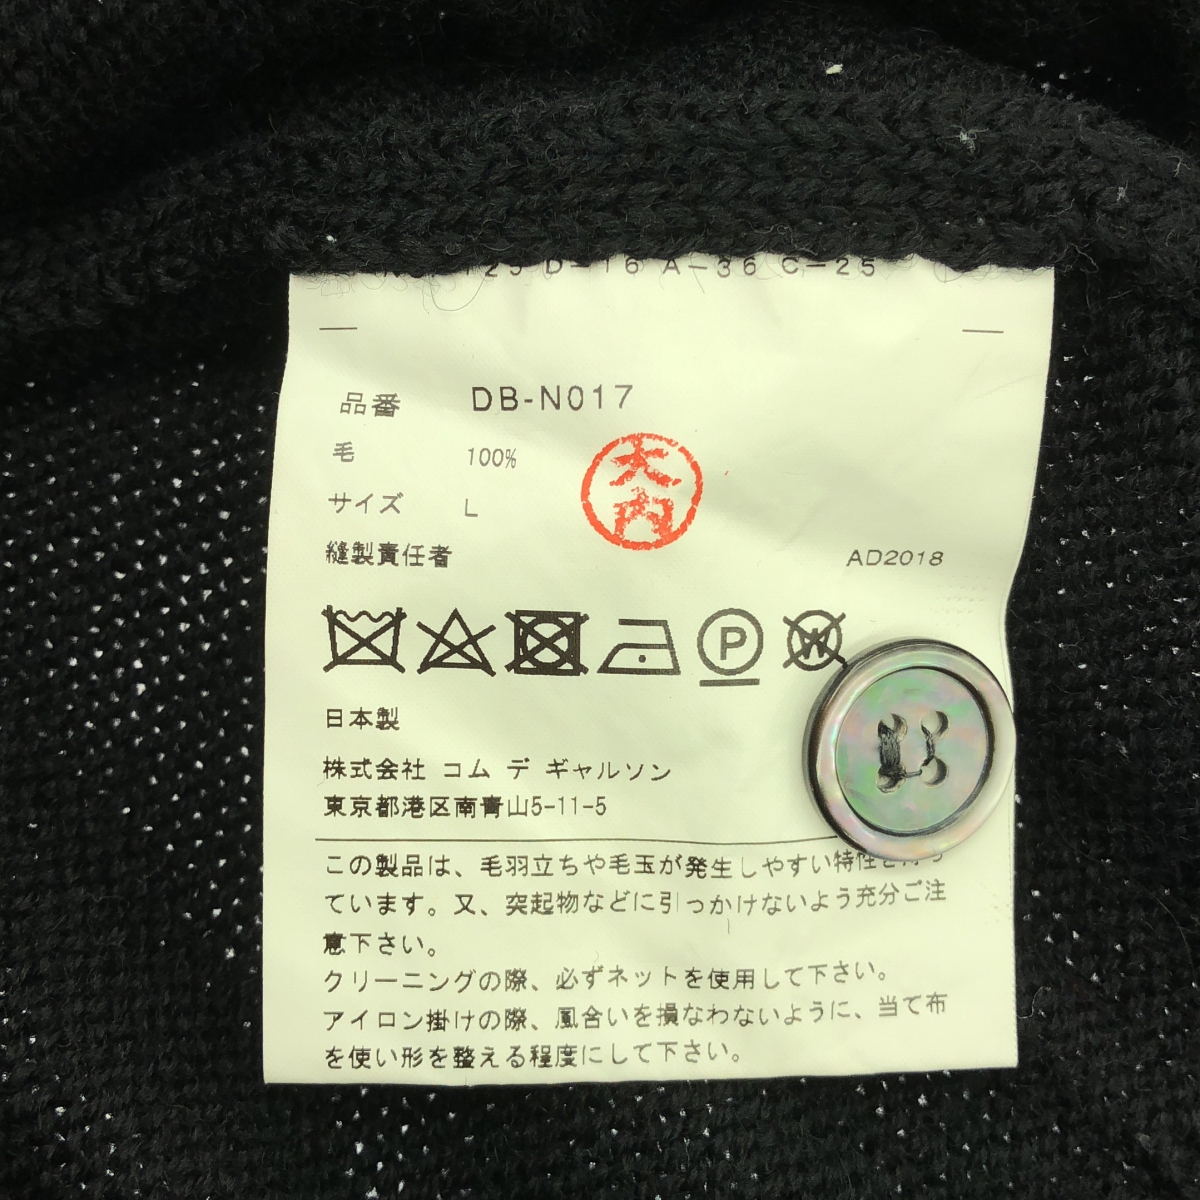 D-16 A-36 C-25
品番 DB-N017
毛 100%
大内
サイズ L
縫製責任者 AD2018
P W
日本製
株式会社 コム デ ギャルソン
東京都港区南青山5-11-5
この製品は、毛羽立ちや毛玉が発生しやすい特性を持っ
ています。又、突起物などに引っかけないよう充分ご注
意下さい。
クリーニングの際、必ずネットを使用して下さい。
アイロン掛けの際、風合いを損なわないように、当て布
を使い形を整える程度にして下さい。